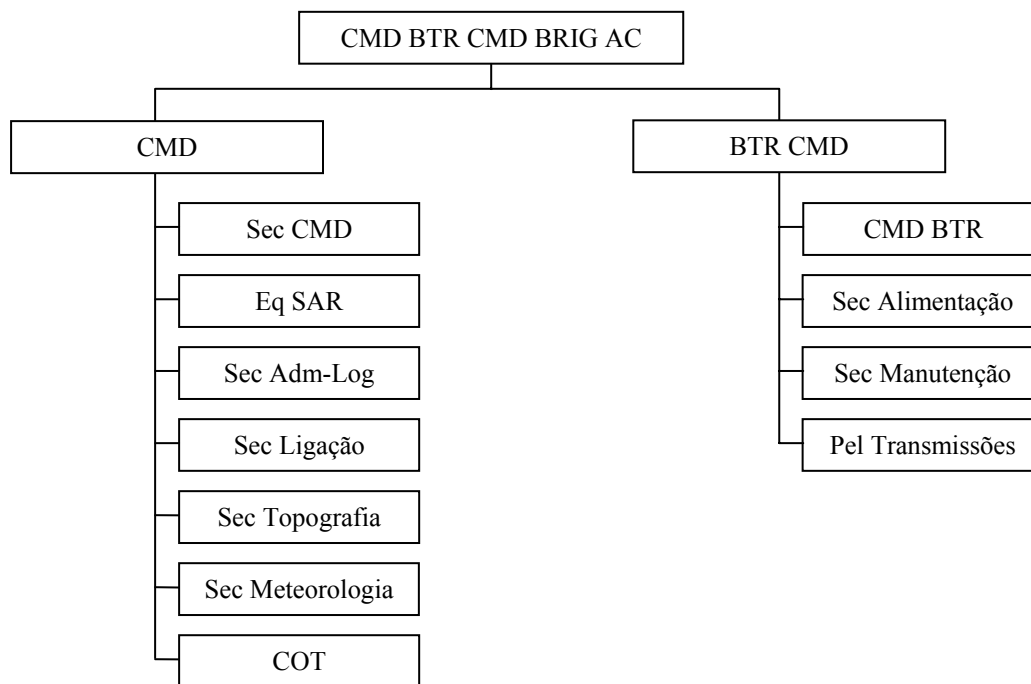 CMD BTR CMD BRIG AC
CMD
BTR CMD
Sec CMD
Eq SAR
Sec Adm-Log
Sec Ligação
Sec Topografia
Sec Meteorologia
COT
CMD BTR
Sec Alimentação
Sec Manutenção
Pel Transmissões